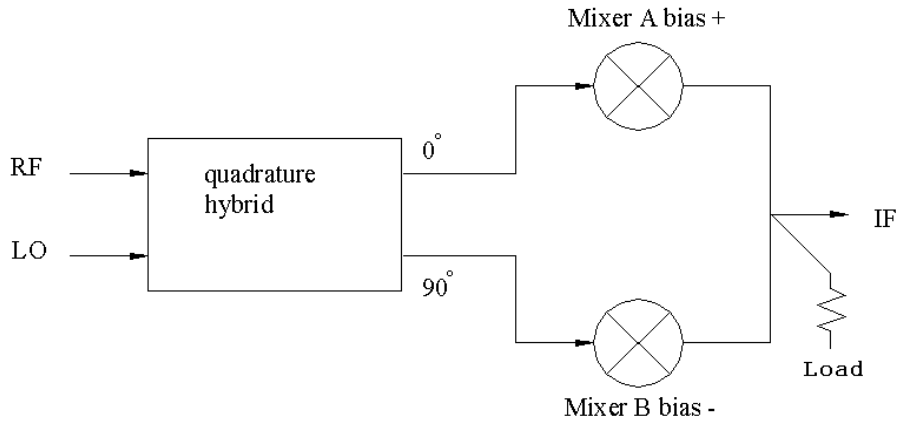 Mixer A bias +
0°
RF
quadrature
hybrid
LO
90°
IF
Load
Mixer B bias -